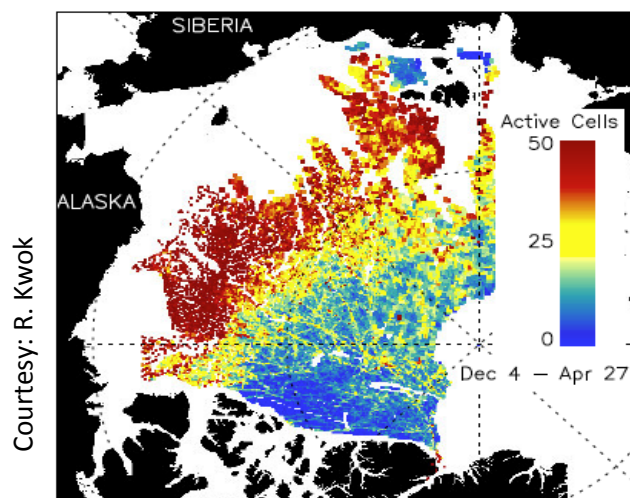 SIBERIA
ALASKA
Active Cells
50
25
0
Dec 4 – Apr 27
Courtesy: R. Kwok